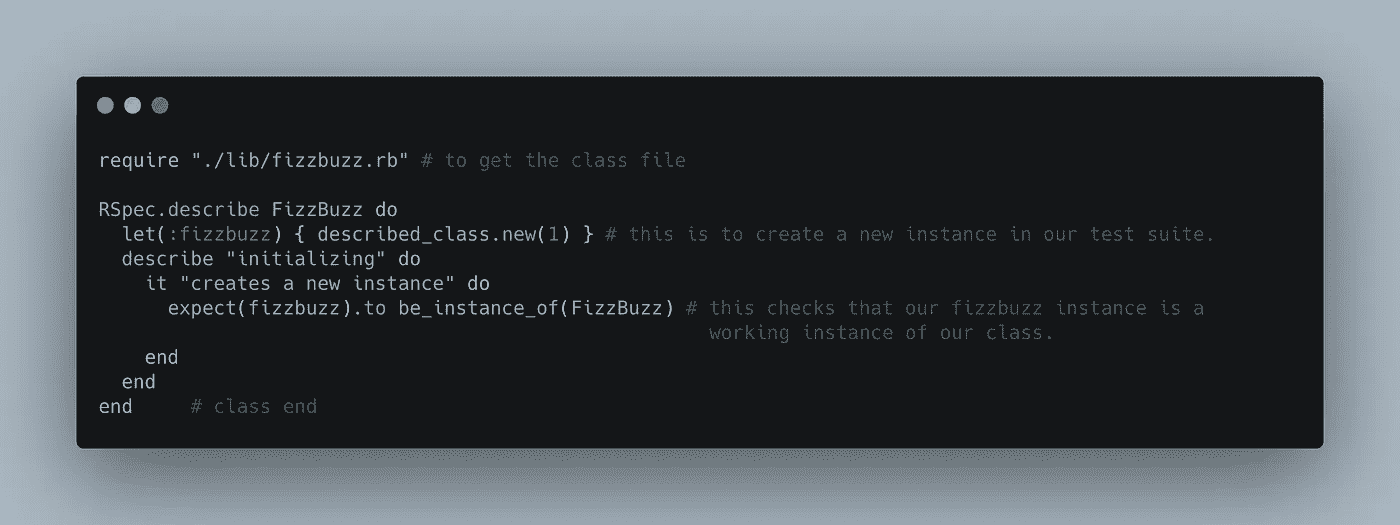 require "./lib/fizzbuzz.rb" # to get the class file
RSpec.describe FizzBuzz do
let(:fizzbuzz) { described_class.new(1) } # this is to create a new instance in our test suite.
describe "initializing" do
it "creates a new instance" do
expect(fizzbuzz).to be_instance_of(FizzBuzz) # this checks that our fizzbuzz instance is a
working instance of our class.
end
end
end # class end